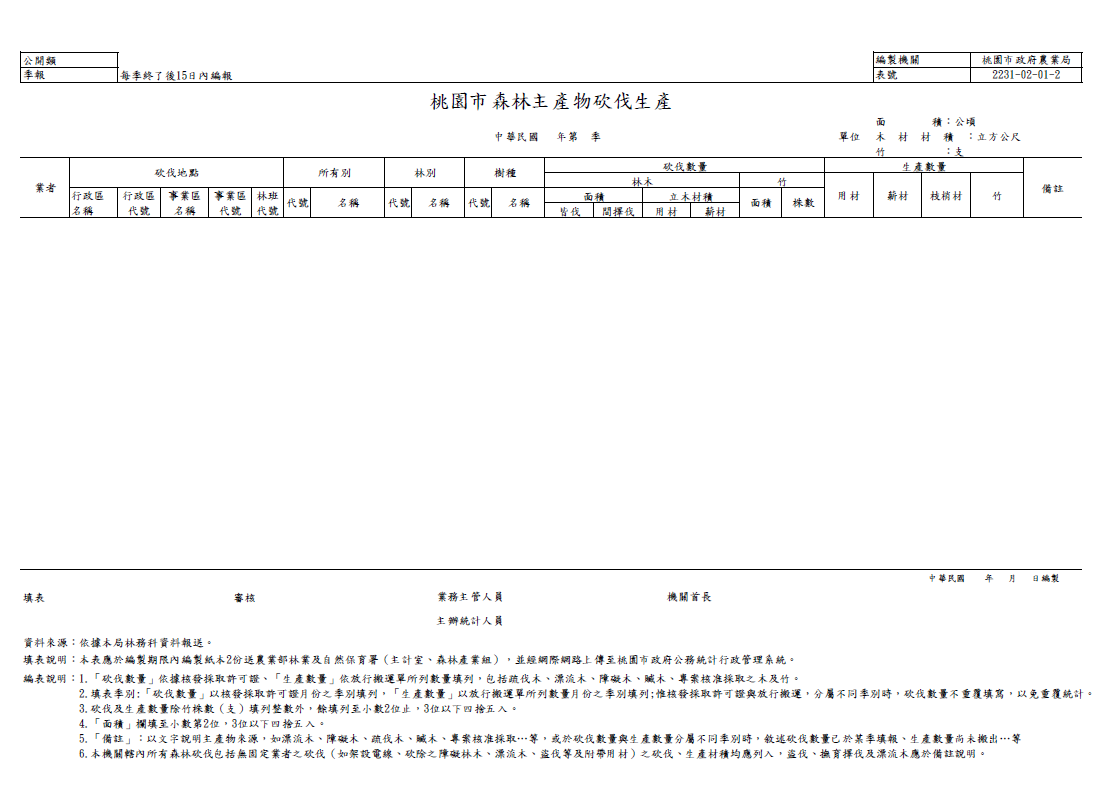 公開類
編製機關 桃園市政府農業局
季報 每季終了後15日內編報
表號 2231-02-01-2
桃園市森林主產物砍伐生產
面 積：公頃
中華民國 年第 季
單位 木 材 材 積 ：立方公尺
竹 ：支
業者 砍伐地點 所有別 林別 樹種 砍伐數量 生產數量 備註
林木 竹
行政區名稱 行政區代號 事業區名稱 事業區代號 林班代號 代號 名稱 代號 名稱 代號 名稱 面積 立木材積 面積 株數 用材 薪材 枝梢材 竹
皆伐 間擇伐 用材 薪材
中華民國 年 月 日編製
填表 審核 業務主管人員 機關首長
主辦統計人員
資料來源：依據本局林務科資料報送。
填表說明：本表應於編製期限內編製紙本2份送農業部林業及自然保育署（主計室、森林產業組），並經網際網路上傳至桃園市政府公務統計行政管理系統。
編表說明：1.「砍伐數量」依據核發採取許可證、「生產數量」依放行搬運單所列數量填列，包括疏伐木、漂流木、障礙木、贓木、專案核准採取之木及竹。
2.填表季別:「砍伐數量」以核發採取許可證月份之季別填列，「生產數量」以放行搬運單所列數量月份之季別填列;惟核發採取許可證與放行搬運，分屬不同季別時，砍伐數量不重覆填寫，以免重覆統計。
3.砍伐及生產數量除竹株數（支）填列整數外，餘填列至小數2位止，3位以下四捨五入。
4.「面積」欄填至小數第2位，3位以下四捨五入。
5.「備註」：以文字說明主產物來源，如漂流木、障礙木、疏伐木、贓木、專案核准採取…等，或於砍伐數量與生產數量分屬不同季別時，敘述砍伐數量已於某季填報、生產數量尚未搬出…等
6.本機關轄內所有森林砍伐包括無固定業者之砍伐（如架設電線、砍除之障礙林木、漂流木、盜伐等及附帶用材）之砍伐、生產材積均應列入，盜伐、撫育擇伐及漂流木應於備註說明。